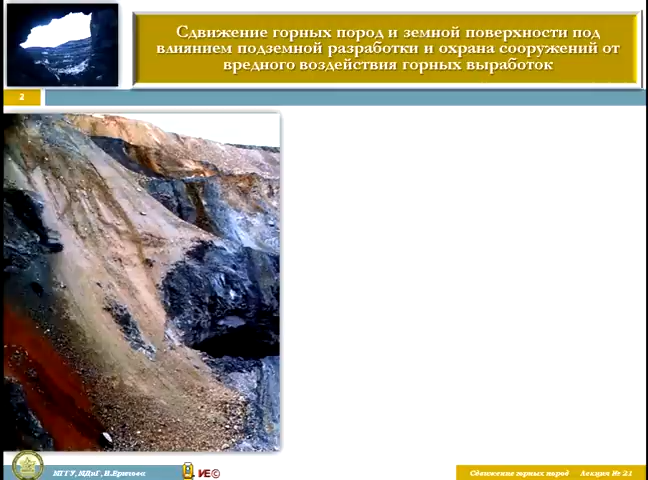 Сдвижение горных пород и земной поверхности под
влиянием подземной разработки и охрана сооружений от
вредного воздействия горных выработок
2
ИЕ©
Сдвижение горных пород Лекция № 21